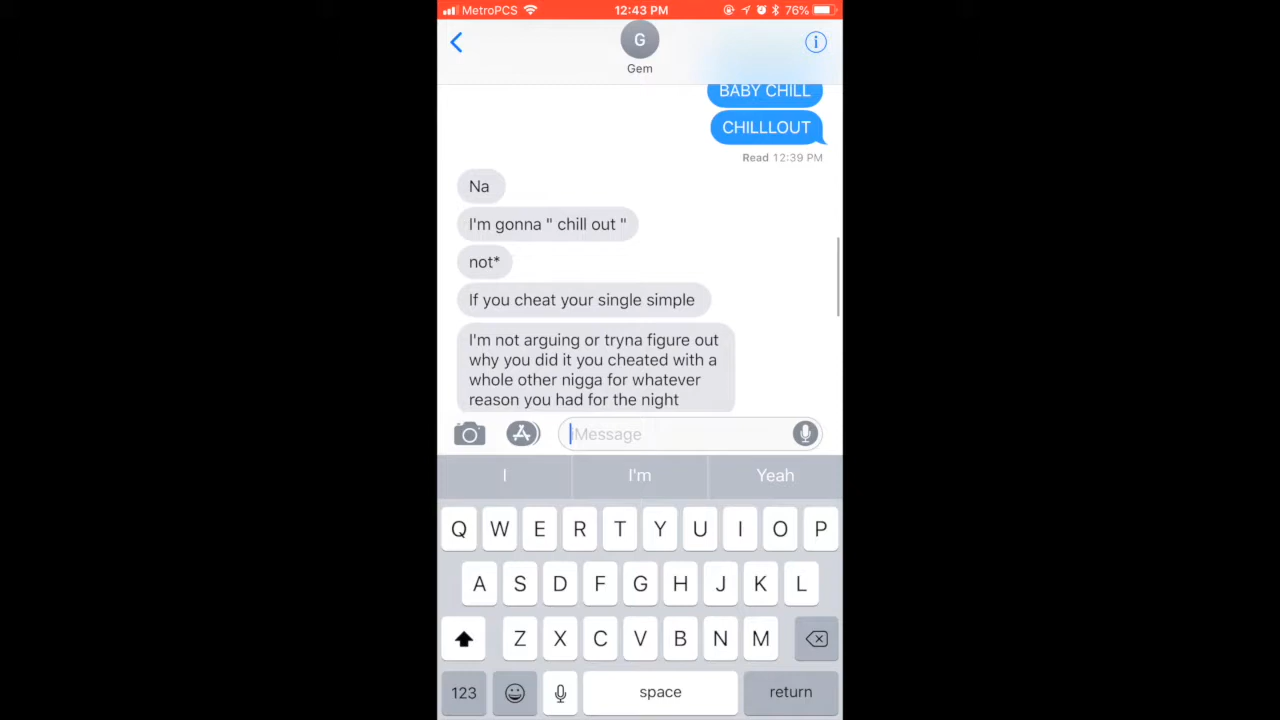 MetroPCS 12:43 PM 76%
G
Gem
BABY CHILL
CHILLLOUT
Read 12:39 PM
Na
I'm gonna " chill out "
not*
If you cheat your single simple
I'm not arguing or tryna figure out
why you did it you cheated with a
whole other nigga for whatever
reason you had for the night
iMessage
I I'm Yeah
Q W E R T Y U I O P
A S D F G H J K L
Z X C V B N M
123 space return